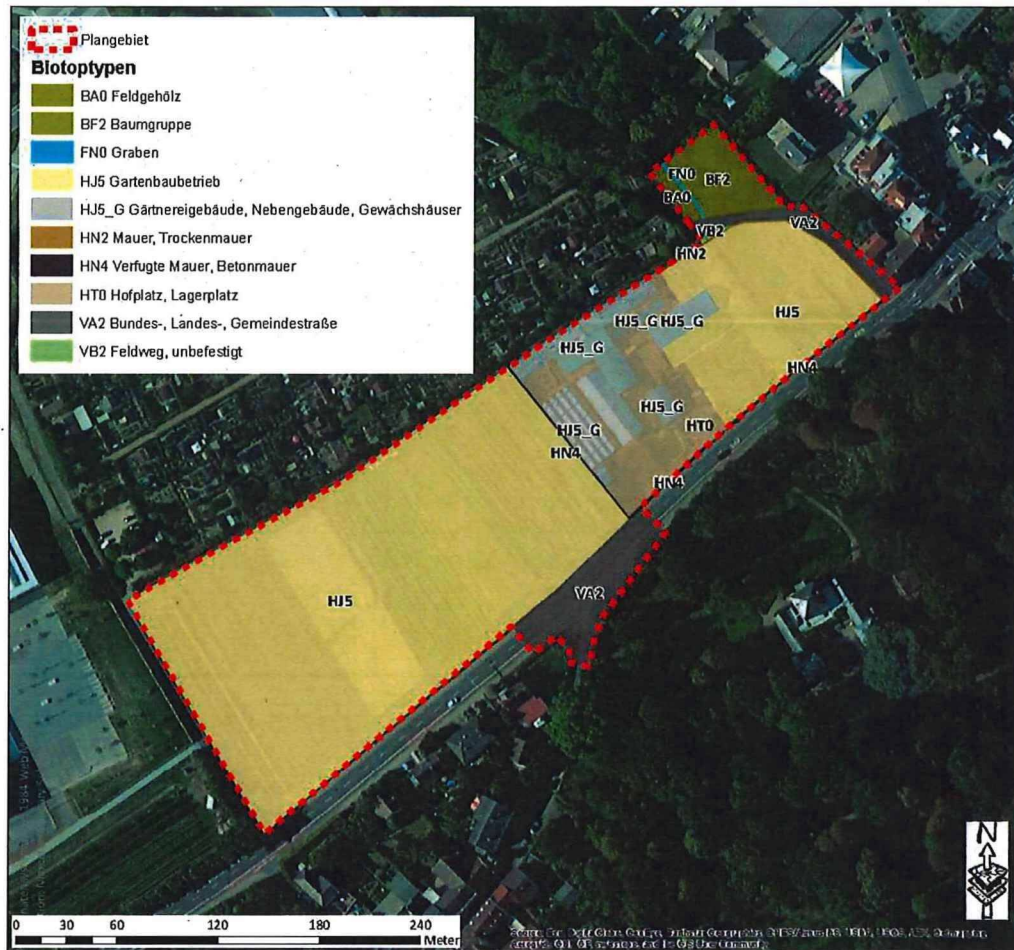 Plangebiet
Biotoptypen
BA0 Feldgehölz
BF2 Baumgruppe
FN0 Graben
HJ5 Gartenbaubetrieb
HJ5_G Gärtnereigebäude, Nebengebäude, Gewächshäuser
HN2 Mauer, Trockenmauer
HN4 Verfugte Mauer, Betonmauer
HT0 Hofplatz, Lagerplatz
VA2 Bundes-, Landes-, Gemeindestraße
VB2 Feldweg, unbefestigt
FN0
BF2
BA0
VB2
VA2
HN2
HJ5
HJ5_G
HJ5_G
HJ5_G
HN4
HJ5_G
HT0
HJ5_G
HN4
HN4
VA2
HJ5
N
0 30 60 120 180 240
Meter